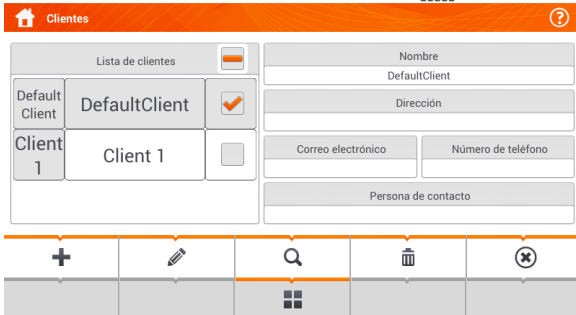 Clientes
Lista de clientes
Default
Client
DefaultClient
Client
1
Client 1
Nombre
DefaultClient
Dirección
Correo electrónico
Número de teléfono
Persona de contacto